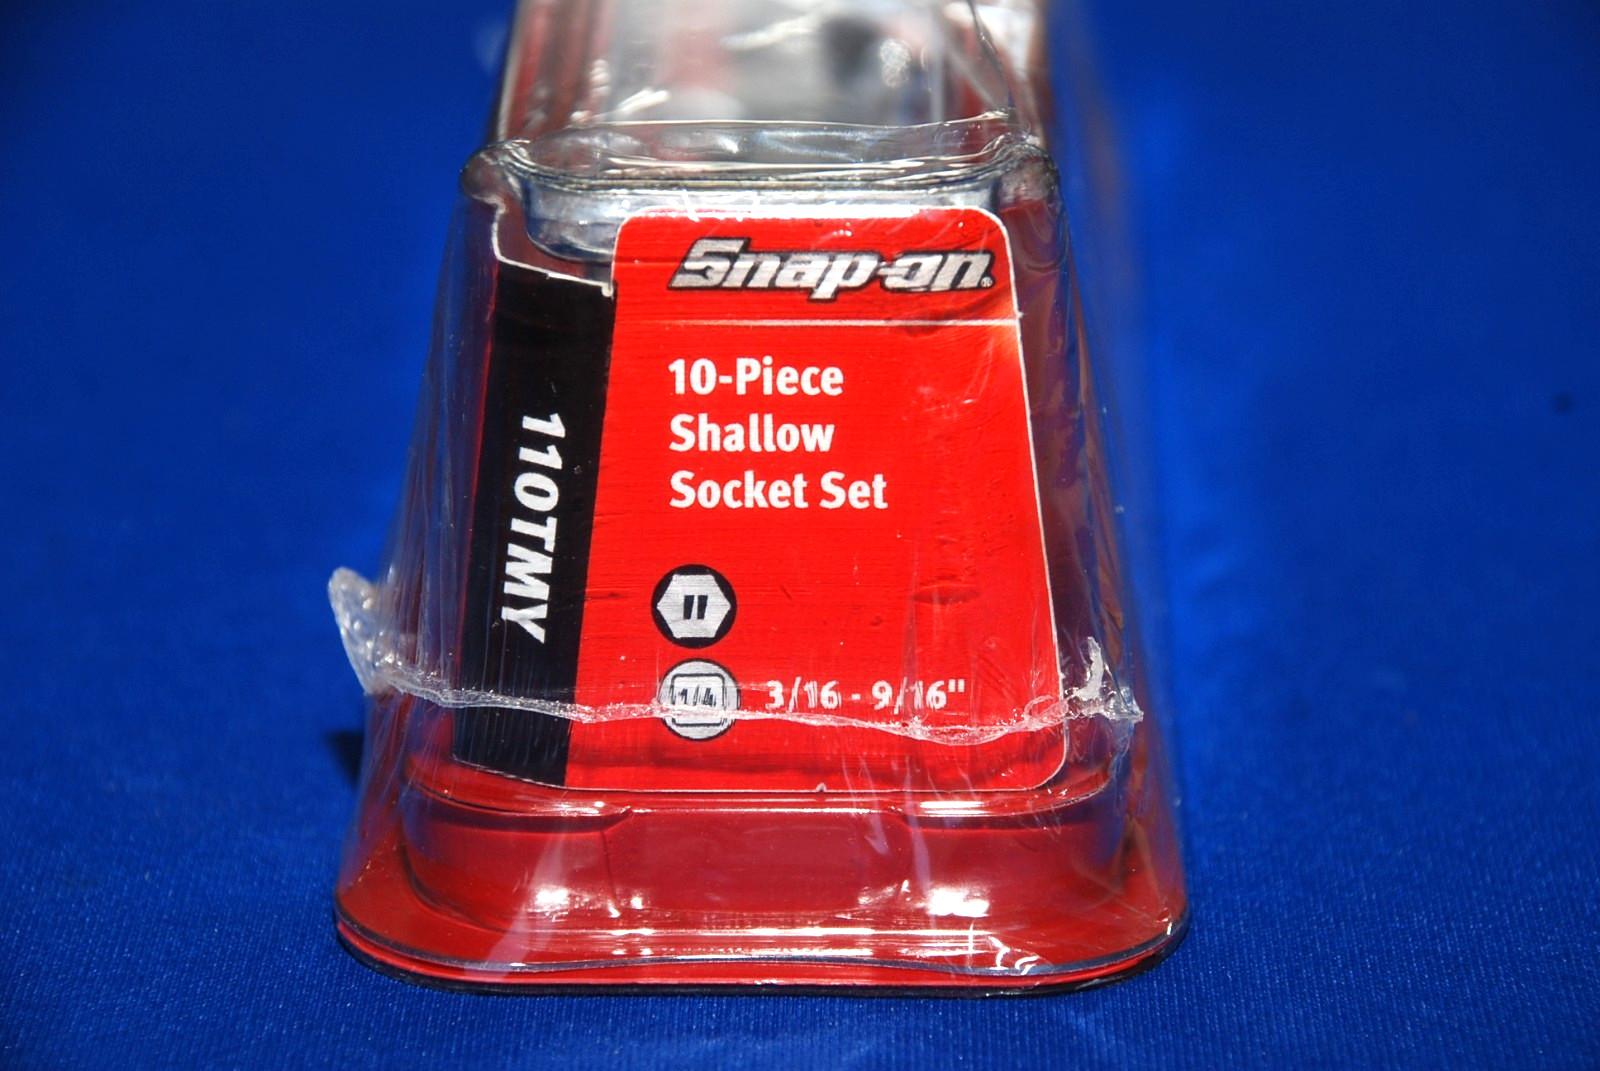 Snap-on®
10-Piece
Shallow
Socket Set
"
1/4 3/16 - 9/16"
110TMY